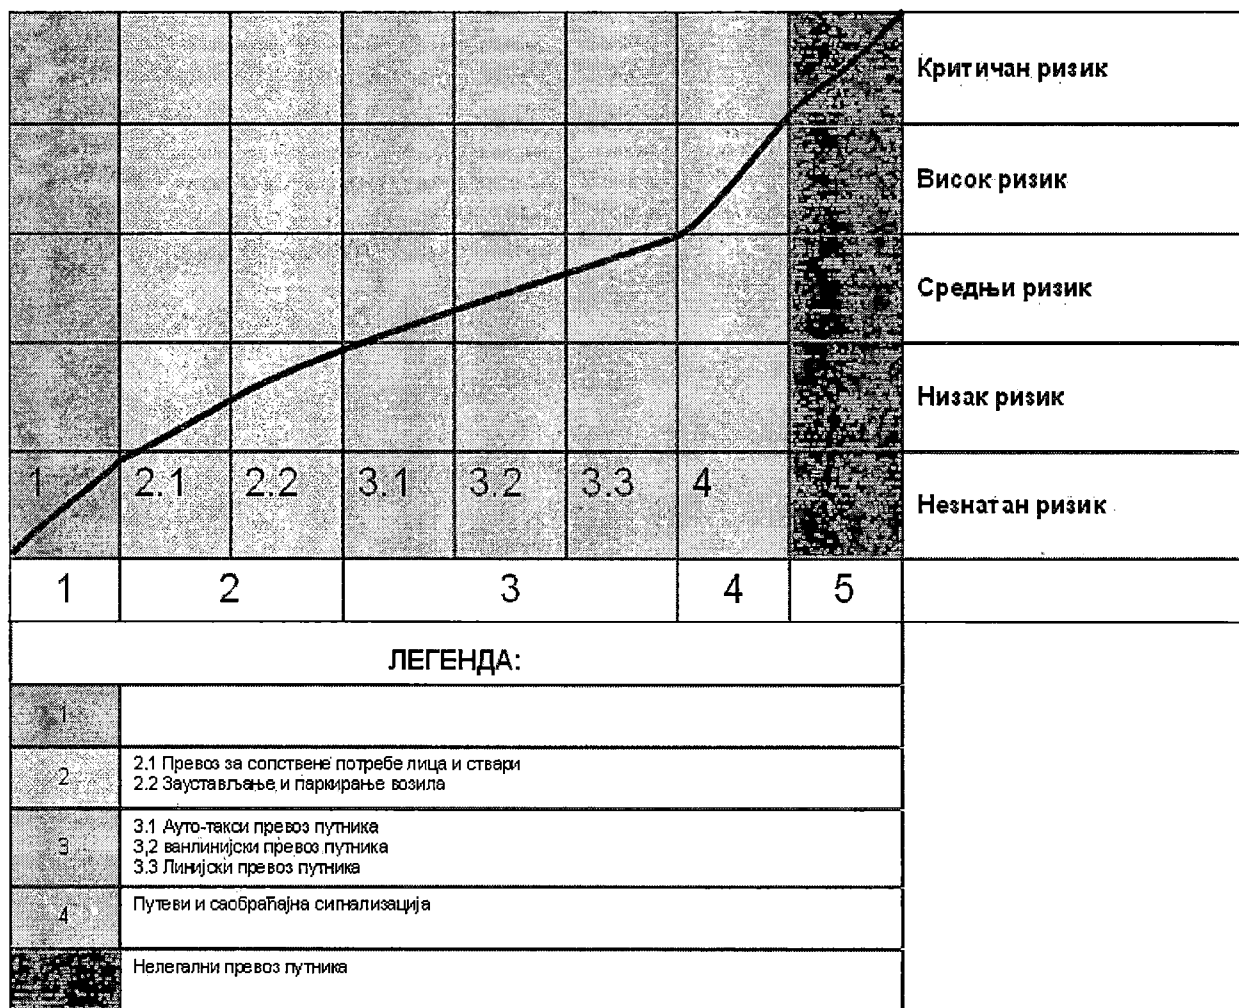 Критичан ризик
Висок ризик
Средњи ризик
Низак ризик
1 2.1 2.2 3.1 3.2 3.3 4
Незнатан ризик
1 2 3 4 5
ЛЕГЕНДА:
1
2
2.1 Превоз за сопствене потребе лица и ствари
2.2 Заустављање и паркирање возила
3
3.1 Ауто-такси превоз путника
3,2 ванлинијски превоз путника
3.3 Линијски превоз путника
4
Путеви и саобраћајна сигнализација
Нелегални превоз путника